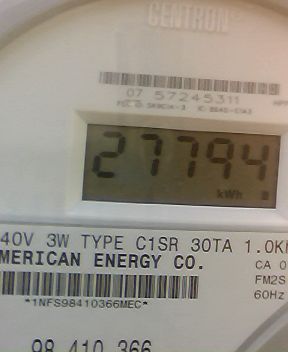 CENTRON
07 57245311
27794
kWh
40V 3W TYPE C1SR 30TA 1.0K
MERICAN ENERGY CO.
CA 0
FM2S
60Hz
*1NFS98410366MEC*
98 410 366